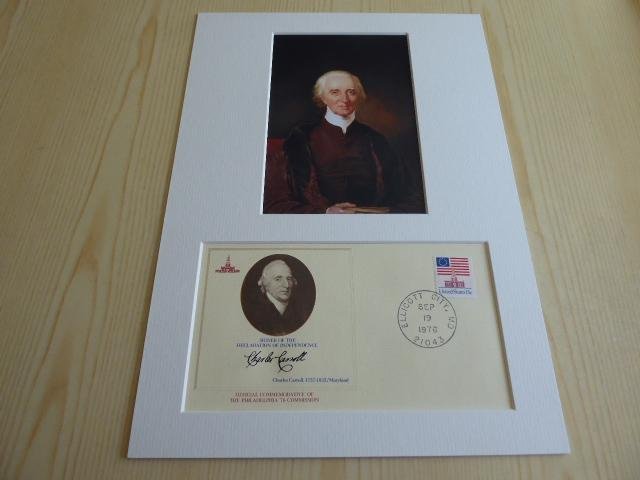 SIGNER OF THE
DECLARATION OF INDEPENDENCE
Charles Carroll
Charles Carroll, 1737-1832/Maryland
OFFICIAL COMMEMORATIVE OF
THE PHILADELPHIA '76 COMMISSION
United States 13c
ELLICOTT CITY, MD
SEP
19
1976
21043